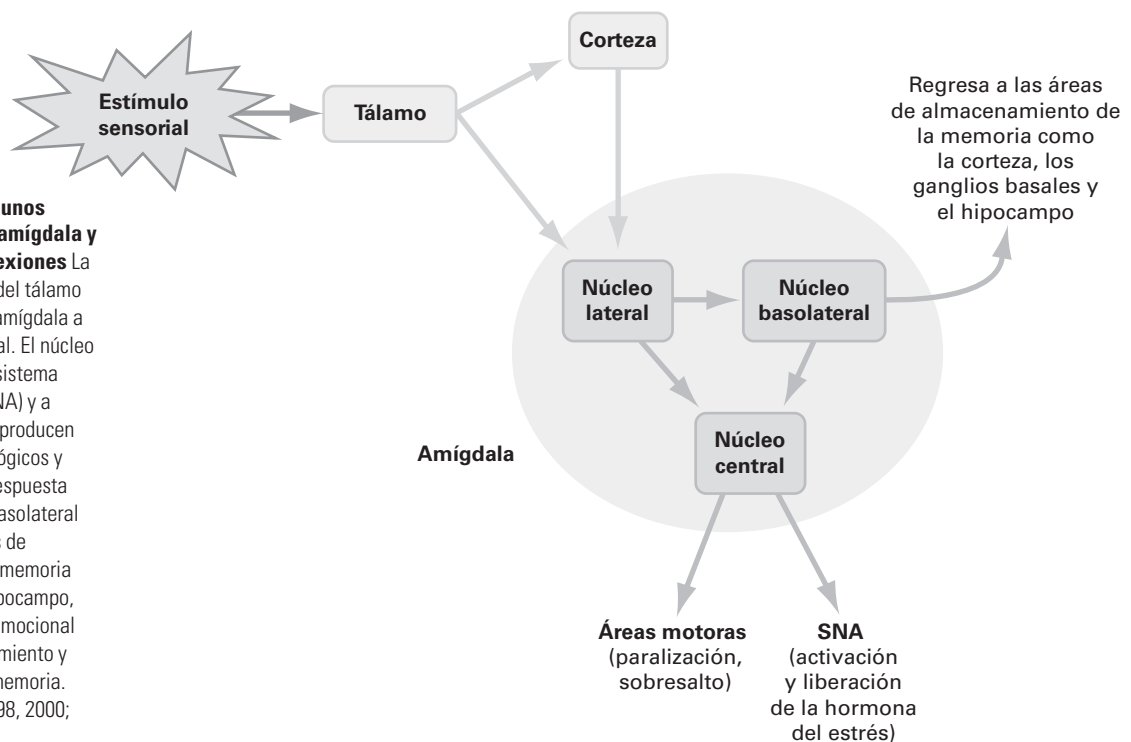 Estímulo
sensorial
Tálamo
Corteza
Regresa a las áreas
de almacenamiento de
la memoria como
la corteza, los
ganglios basales y
el hipocampo
unos
amígdala y
exiones La
del tálamo
amígdala a
al. El núcleo
sistema
NA) y a
producen
ógicos y
espuesta
asolateral
s de
memoria
pocampo,
emocional
miento y
memoria.
98, 2000;
Núcleo
lateral
Núcleo
basolateral
Núcleo
central
Amígdala
Áreas motoras
(paralización,
sobresalto)
SNA
(activación
y liberación
de la hormona
del estrés)